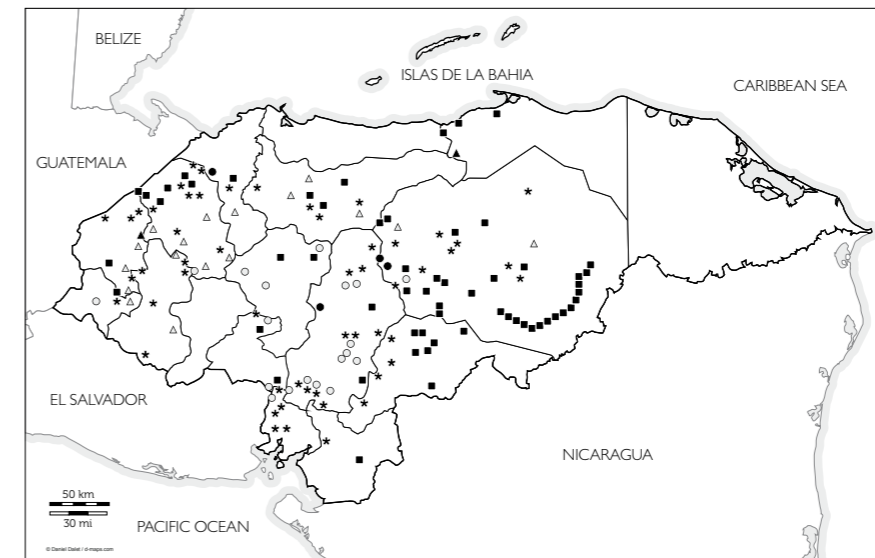 BELIZE
ISLAS DE LA BAHIA
CARIBBEAN SEA
GUATEMALA
EL SALVADOR
NICARAGUA
50 km
30 mi
PACIFIC OCEAN
© Daniel Dalet / d-maps.com